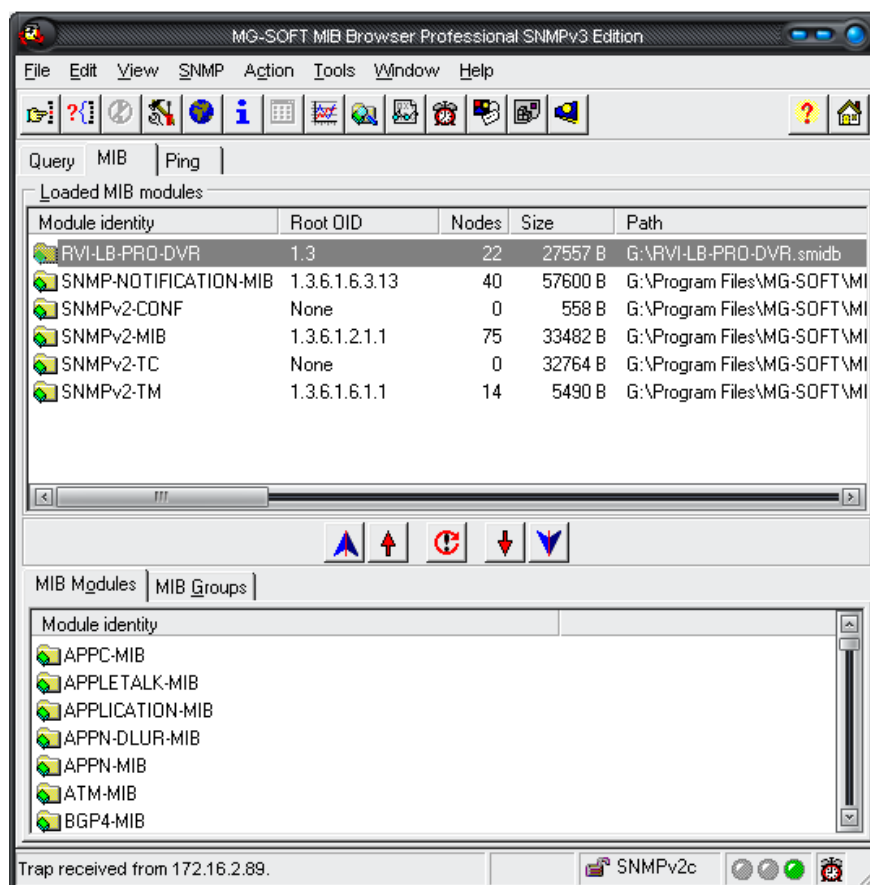 MG-SOFT MIB Browser Professional SNMPv3 Edition
File Edit View SNMP Action Tools Window Help
Query MIB Ping
Loaded MIB modules
Module identity Root OID Nodes Size Path
RVI-LB-PRO-DVR 1.3 22 27557 B G:\RVI-LB-PRO-DVR.smidb
SNMP-NOTIFICATION-MIB 1.3.6.1.6.3.13 40 57600 B G:\Program Files\MG-SOFT\MI
SNMPv2-CONF None 0 558 B G:\Program Files\MG-SOFT\MI
SNMPv2-MIB 1.3.6.1.2.1.1 75 33482 B G:\Program Files\MG-SOFT\MI
SNMPv2-TC None 0 32764 B G:\Program Files\MG-SOFT\MI
SNMPv2-TM 1.3.6.1.6.1.1 14 5490 B G:\Program Files\MG-SOFT\MI
MIB Modules MIB Groups
Module identity
APPC-MIB
APPLETALK-MIB
APPLICATION-MIB
APPN-DLUR-MIB
APPN-MIB
ATM-MIB
BGP4-MIB
Trap received from 172.16.2.89. SNMPv2c